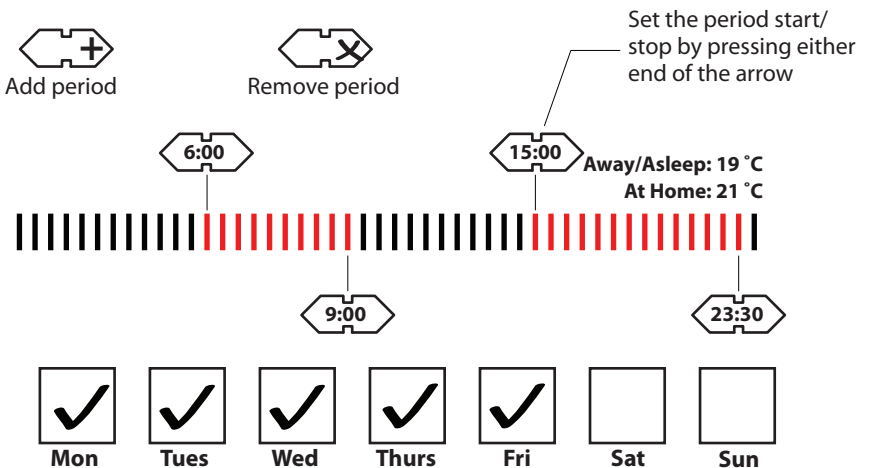 Set the period start/
stop by pressing either
end of the arrow
Add period
Remove period
6:00
15:00
Away/Asleep: 19 ˚C
At Home: 21 ˚C
9:00
23:30
Mon Tues Wed Thurs Fri Sat Sun